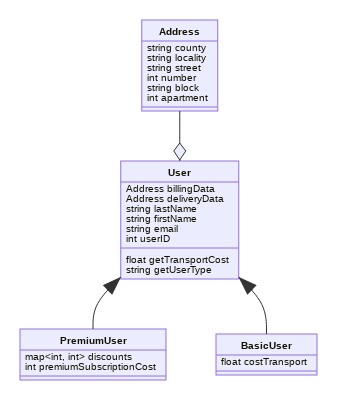 Address
string county
string locality
string street
int number
string block
int apartment
User
Address billingData
Address deliveryData
string lastName
string firstName
string email
int userID
float getTransportCost
string getUserType
PremiumUser
map<int, int> discounts
int premiumSubscriptionCost
BasicUser
float costTransport